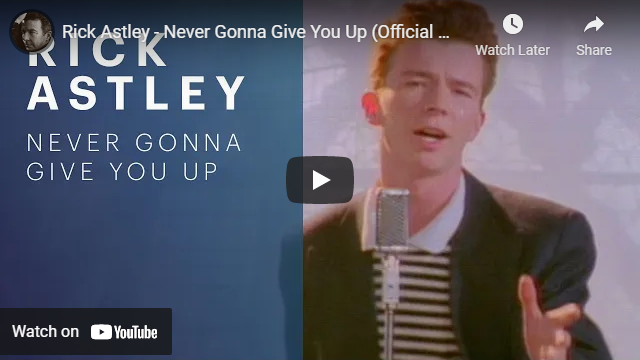 Rick Astley - Never Gonna Give You Up (Official ...
Watch Later
Share
RICK
ASTLEY
NEVER GONNA
GIVE YOU UP
Watch on YouTube